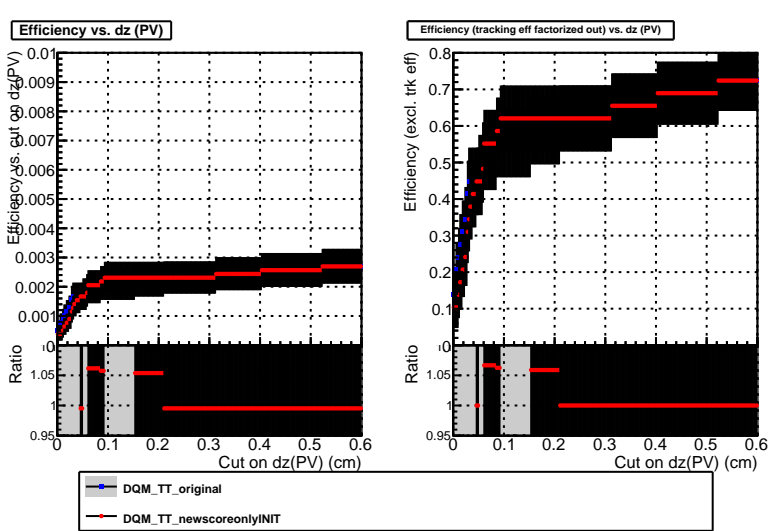 Efficiency vs. dz (PV)
Efficiency vs. cut on dz(PV)
0.01
0.009
0.008
0.007
0.006
0.005
0.004
0.003
0.002
0.001
0
Ratio
1.05
1
0.95
0 0.1 0.2 0.3 0.4 0.5 0.6
Cut on dz(PV) (cm)
Efficiency (tracking eff factorized out) vs. dz (PV)
Efficiency (excl. trk eff)
0.8
0.7
0.6
0.5
0.4
0.3
0.2
0.1
0
Ratio
1.05
1
0.95
0 0.1 0.2 0.3 0.4 0.5 0.6
Cut on dz(PV) (cm)
DQM_TT_original
DQM_TT_newscoreonlyINIT